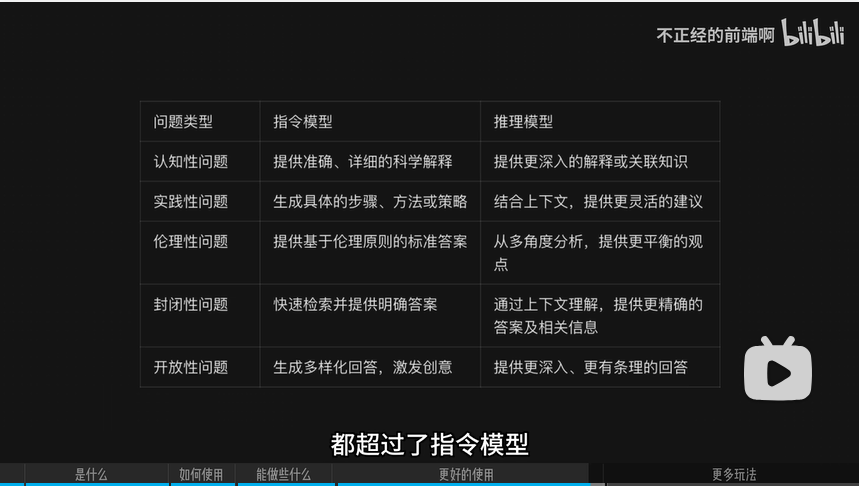 不正经的前端啊 bilibili
问题类型 指令模型 推理模型
认知性问题 提供准确、详细的科学解释 提供更深入的解释或关联知识
实践性问题 生成具体的步骤、方法或策略 结合上下文，提供更灵活的建议
伦理性问题 提供基于伦理原则的标准答案 从多角度分析，提供更平衡的观
点
封闭性问题 快速检索并提供明确答案 通过上下文理解，提供更精确的
答案及相关信息
开放性问题 生成多样化回答，激发创意 提供更深入、更有条理的回答
都超过了指令模型
是什么 如何使用 能做些什么 更好的使用 更多玩法